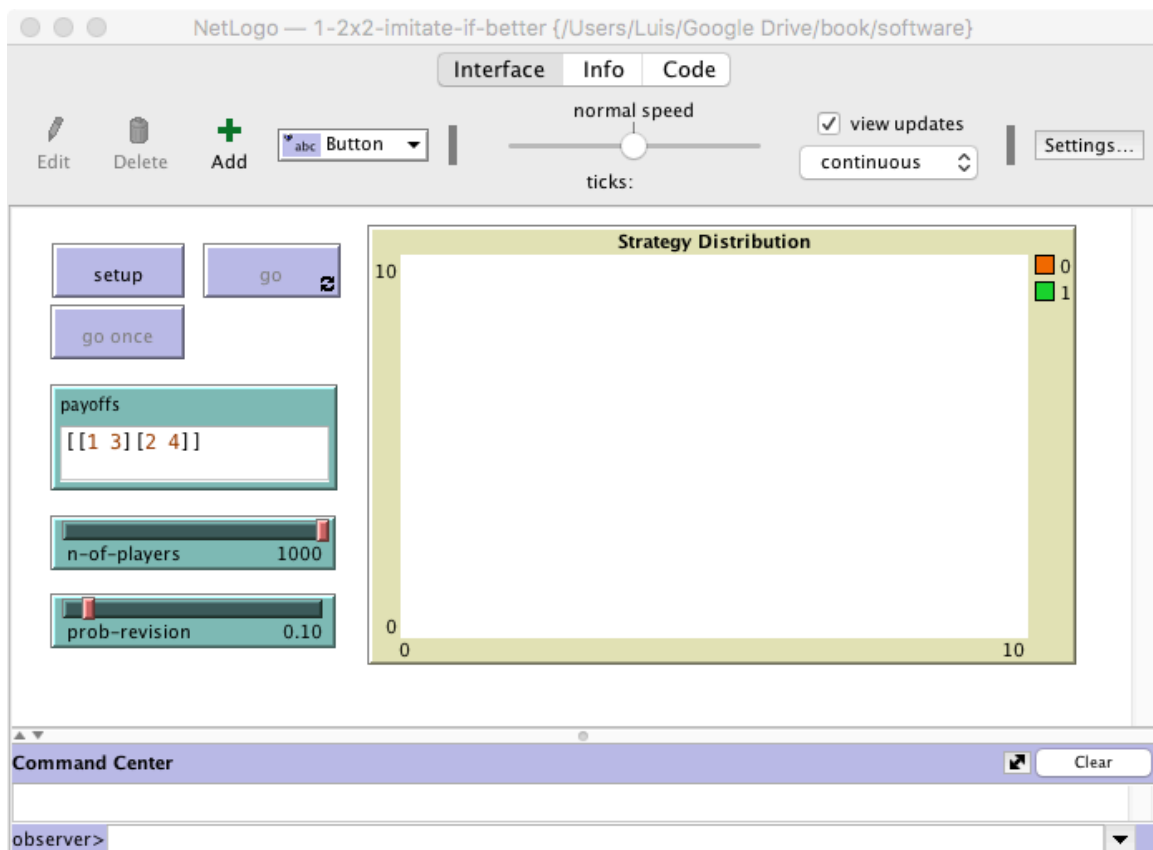 NetLogo — 1-2x2-imitate-if-better {/Users/Luis/Google Drive/book/software}
Interface Info Code
Edit Delete Add abc Button normal speed ticks: view updates continuous Settings...
setup go
go once
payoffs
[[1 3][2 4]]
n-of-players 1000
prob-revision 0.10
Strategy Distribution
10
0
0 10
0
1
Command Center Clear
observer>